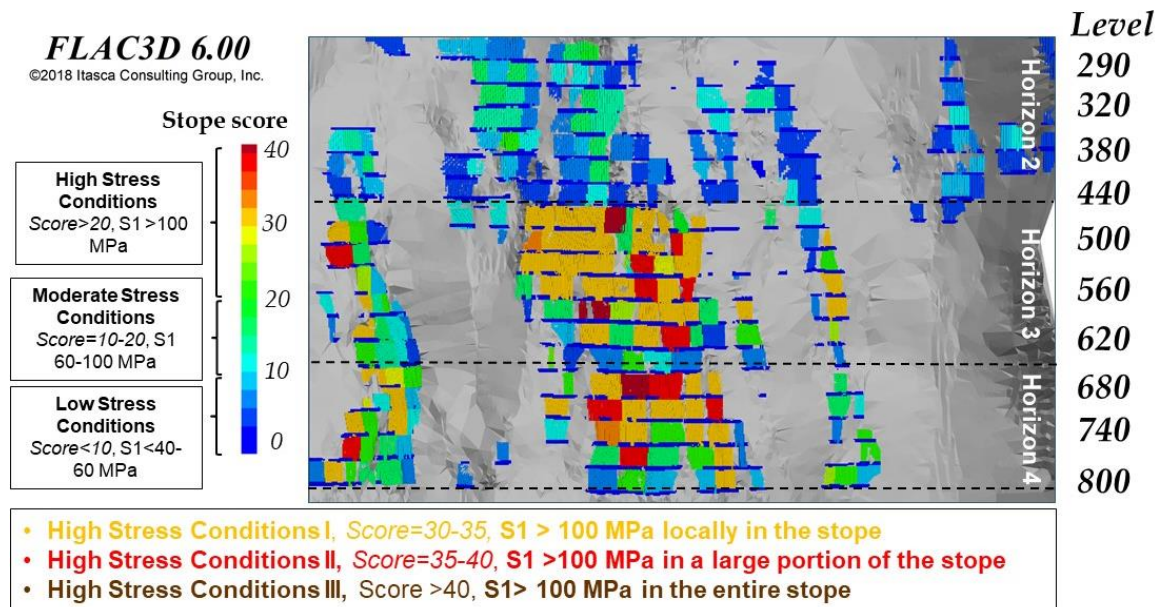 FLAC3D 6.00
©2018 Itasca Consulting Group, Inc.
Stope score
40
30
20
10
0
High Stress
Conditions
Score>20, S1 >100
MPa
Moderate Stress
Conditions
Score=10-20, S1
60-100 MPa
Low Stress
Conditions
Score<10, S1<40-
60 MPa
Horizon 2
Horizon 3
Horizon 4
Level
290
320
380
440
500
560
620
680
740
800
• High Stress Conditions I, Score=30-35, S1 > 100 MPa locally in the stope
• High Stress Conditions II, Score=35-40, S1 >100 MPa in a large portion of the stope
• High Stress Conditions III, Score >40, S1> 100 MPa in the entire stope